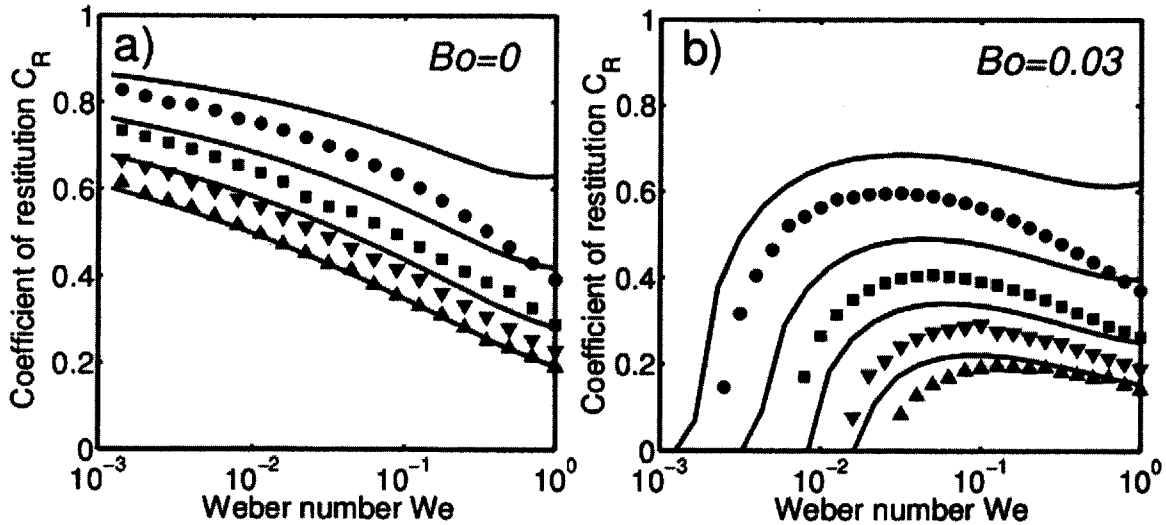 a)
Bo=0
Coefficient of restitution C_R
1
0.8
0.6
0.4
0.2
0
10^-3
10^-2
10^-1
10^0
Weber number We
b)
Bo=0.03
Coefficient of restitution C_R
1
0.8
0.6
0.4
0.2
0
10^-3
10^-2
10^-1
10^0
Weber number We